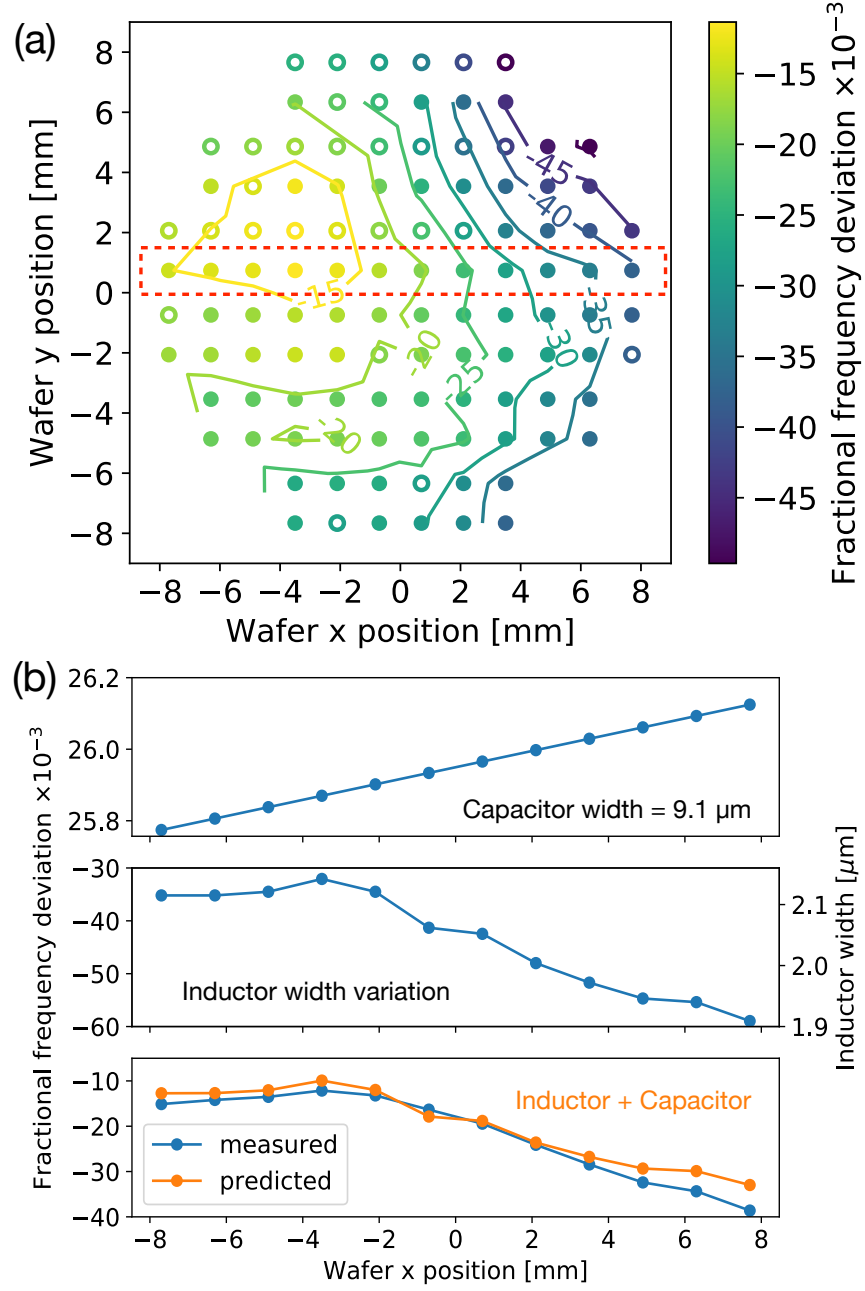 (a)
8
6
4
2
0
−2
−4
−6
−8
Wafer y position [mm]
-45
-40
-15
-35
-20
-30
-25
-20
−8 −6 −4 −2 0 2 4 6 8
Wafer x position [mm]
−15
−20
−25
−30
−35
−40
−45
Fractional frequency deviation ×10⁻³
(b)
26.2
26.0
25.8
Capacitor width = 9.1 μm
−30
−40
−50
−60
Inductor width variation
2.1
2.0
1.9
Inductor width [μm]
Fractional frequency deviation ×10⁻³
−10
−20
−30
−40
Inductor + Capacitor
measured
predicted
−8 −6 −4 −2 0 2 4 6 8
Wafer x position [mm]